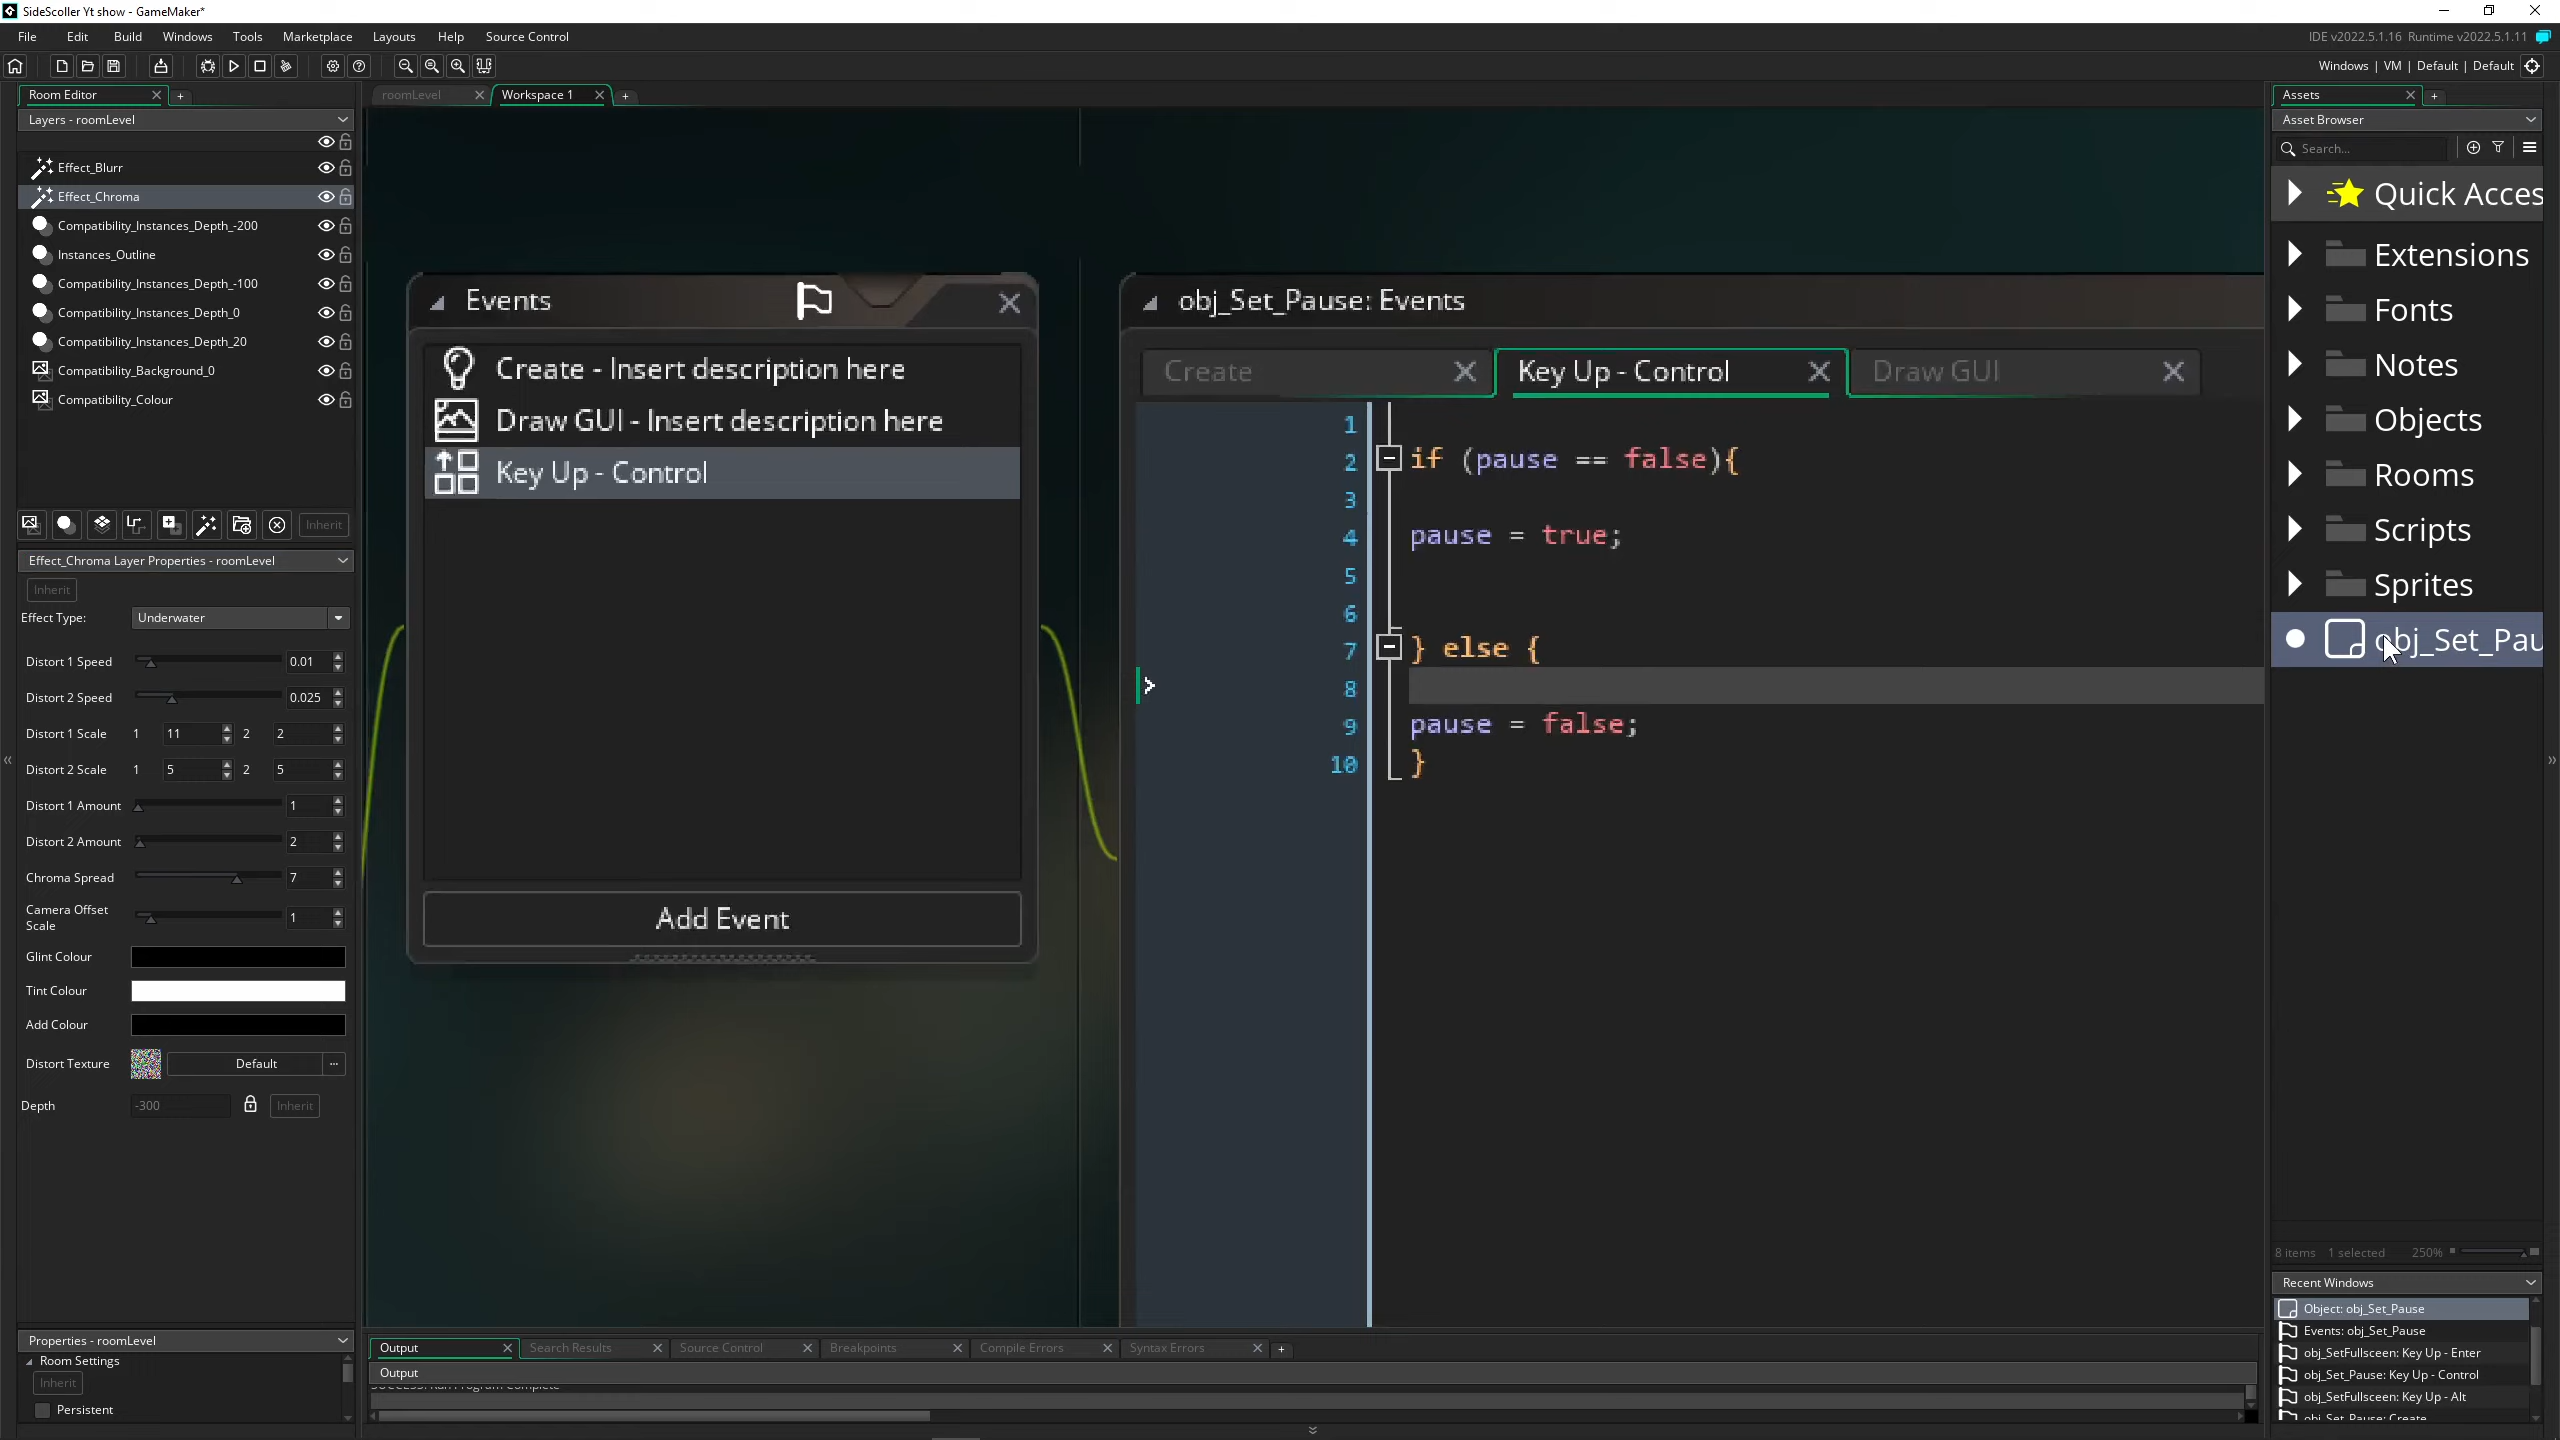 SideScoller Yt show - GameMaker*
File Edit Build Windows Tools Marketplace Layouts Help Source Control
IDE v2022.5.1.16 Runtime v2022.5.1.11
Windows | VM | Default | Default
Room Editor
Layers - roomLevel
Effect_Blurr
Effect_Chroma
Compatibility_Instances_Depth_-200
Instances_Outline
Compatibility_Instances_Depth_-100
Compatibility_Instances_Depth_0
Compatibility_Instances_Depth_20
Compatibility_Background_0
Compatibility_Colour
Inherit
Effect_Chroma Layer Properties - roomLevel
Inherit
Effect Type: Underwater
Distort 1 Speed 0.01
Distort 2 Speed 0.025
Distort 1 Scale 1 11 2 2
Distort 2 Scale 1 5 2 5
Distort 1 Amount 1
Distort 2 Amount 2
Chroma Spread 7
Camera Offset Scale 1
Glint Colour
Tint Colour
Add Colour
Distort Texture Default ...
Depth -300 Inherit
Properties - roomLevel
Room Settings
Inherit
Persistent
roomLevel Workspace 1
Events
Create - Insert description here
Draw GUI - Insert description here
Key Up - Control
Add Event
obj_Set_Pause: Events
Create Key Up - Control Draw GUI
1
2 if (pause == false){
3
4 pause = true;
5
6
7 } else {
8
9 pause = false;
10 }
Output Search Results Source Control Breakpoints Compile Errors Syntax Errors
Output
Assets
Asset Browser
Search...
Quick Acces
Extensions
Fonts
Notes
Objects
Rooms
Scripts
Sprites
obj_Set_Pau
8 items 1 selected 250%
Recent Windows
Object: obj_Set_Pause
Events: obj_Set_Pause
obj_SetFullsceen: Key Up - Enter
obj_Set_Pause: Key Up - Control
obj_SetFullsceen: Key Up - Alt
obj_Set_Pause: Create